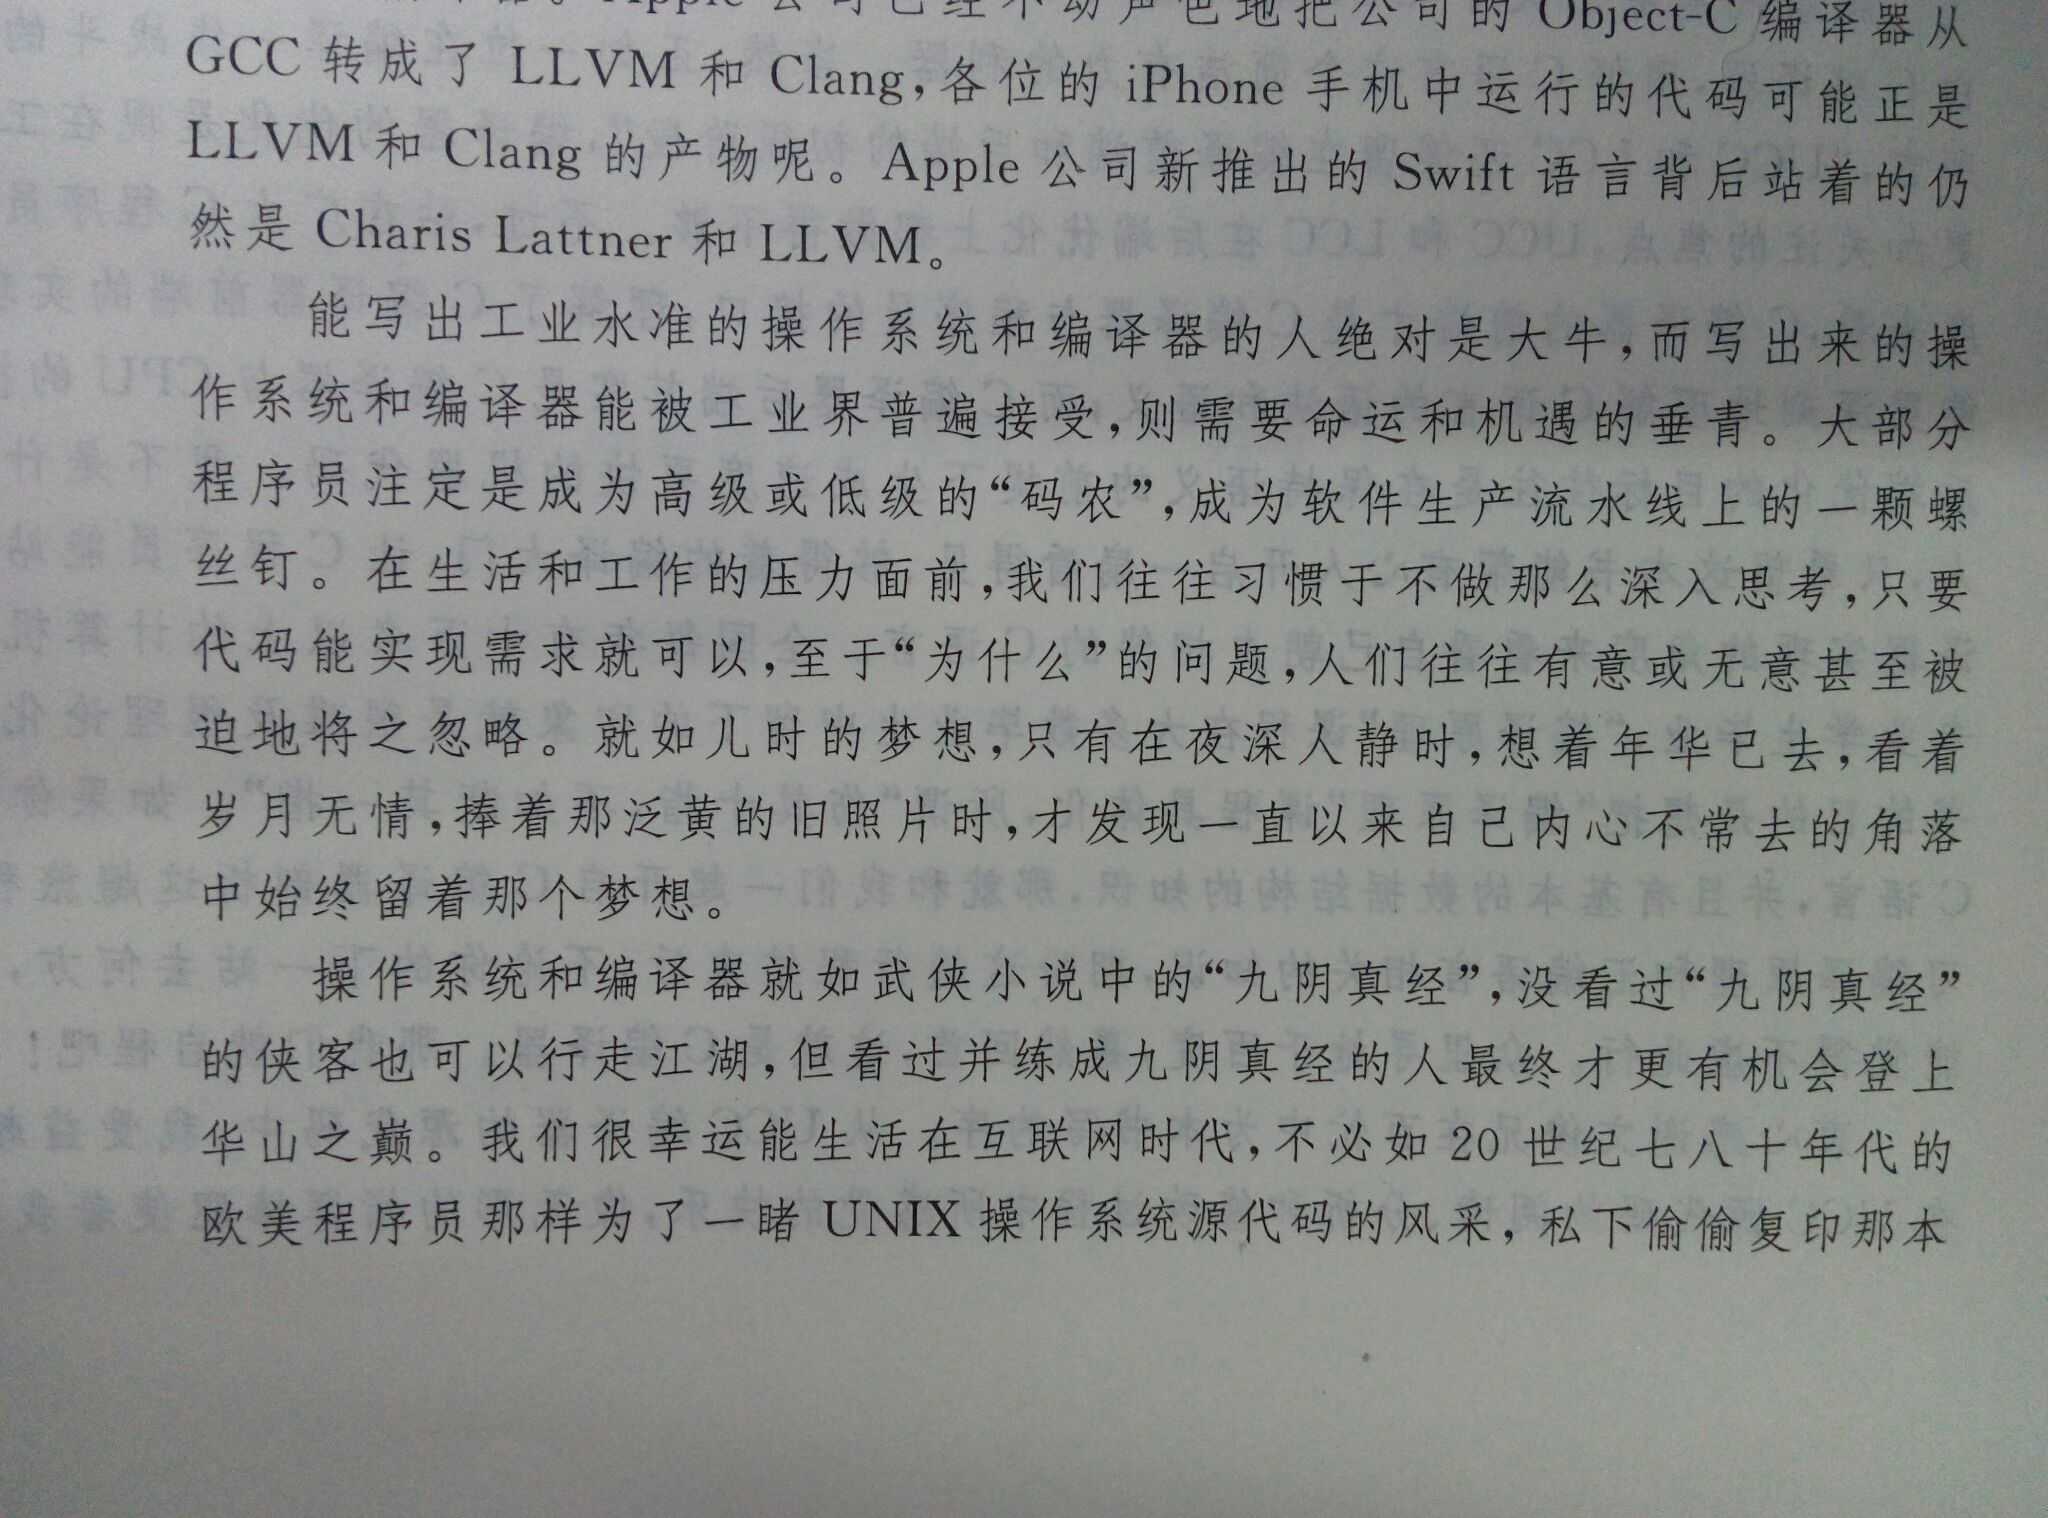 Apple 公司已经不动声色地把公司的 Object-C 编译器从
GCC 转成了 LLVM 和 Clang,各位的 iPhone 手机中运行的代码可能正是
LLVM 和 Clang 的产物呢。Apple 公司新推出的 Swift 语言背后站着的仍
然是 Charis Lattner 和 LLVM。
能写出工业水准的操作系统和编译器的人绝对是大牛,而写出来的操
作系统和编译器能被工业界普遍接受,则需要命运和机遇的垂青。大部分
程序员注定是成为高级或低级的“码农”,成为软件生产流水线上的一颗螺
丝钉。在生活和工作的压力面前,我们往往习惯于不做那么深入思考,只要
代码能实现需求就可以,至于“为什么”的问题,人们往往有意或无意甚至被
迫地将之忽略。就如儿时的梦想,只有在夜深人静时,想着年华已去,看着
岁月无情,捧着那泛黄的旧照片时,才发现一直以来自己内心不常去的角落
中始终留着那个梦想。
操作系统和编译器就如武侠小说中的“九阴真经”,没看过“九阴真经”
的侠客也可以行走江湖,但看过并练成九阴真经的人最终才更有机会登上
华山之巅。我们很幸运能生活在互联网时代,不必如 20 世纪七八十年代的
欧美程序员那样为了一睹 UNIX 操作系统源代码的风采,私下偷偷复印那本